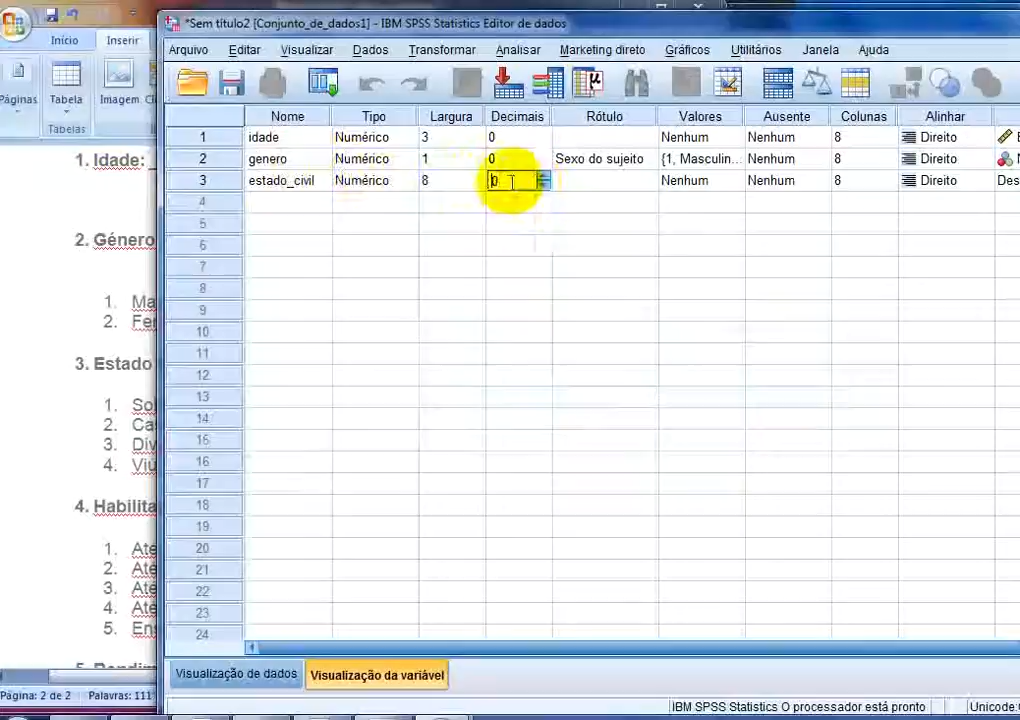 *Sem título2 [Conjunto_de_dados1] - IBM SPSS Statistics Editor de dados
Início Inserir
Arquivo Editar Visualizar Dados Transformar Analisar Marketing direto Gráficos Utilitários Janela Ajuda
Páginas Tabela Imagem
Tabelas
Nome Tipo Largura Decimais Rótulo Valores Ausente Colunas Alinhar
1 idade Numérico 3 0 Nenhum Nenhum 8 Direito
2 genero Numérico 1 0 Sexo do sujeito {1, Masculin... Nenhum 8 Direito
3 estado_civil Numérico 8 0 Nenhum Nenhum 8 Direito Des
4
5
6
7
8
9
10
11
12
13
14
15
16
17
18
19
20
21
22
23
24
1. Idade:
2. Género
1. Ma
2. Fer
3. Estado
1. Sol
2. Ca
3. Div
4. Viú
4. Habilita
1. Ate
2. Ate
3. Até
4. Até
5. Ens
Visualização de dados Visualização da variável
Página: 2 de 2 Palavras: 111
IBM SPSS Statistics O processador está pronto Unicode: